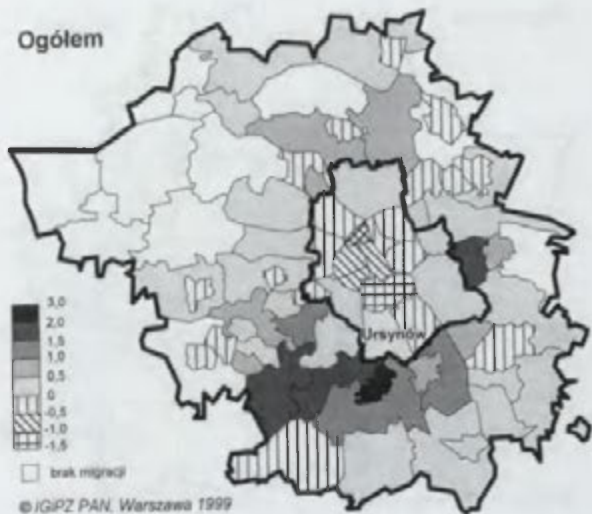 Ogółem
Ursynów
3,0
2,0
1,5
1,0
0,5
0
-0,5
-1,0
-1,5
brak migracji
© IGiPZ PAN, Warszawa 1999